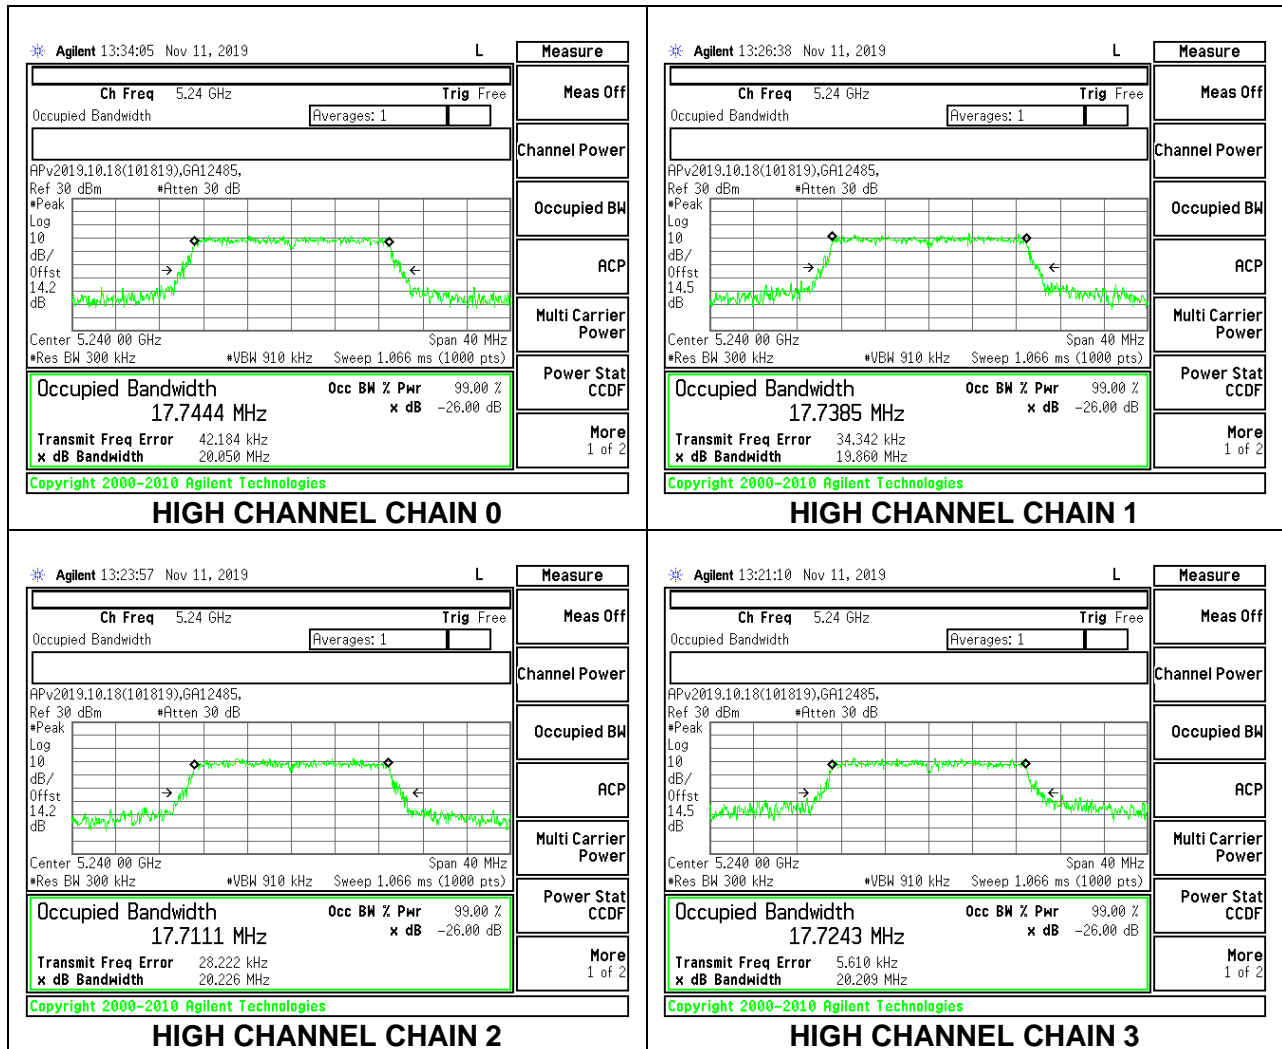 Agilent 13:34:05 Nov 11, 2019 L Measure
Ch Freq 5.24 GHz Trig Free Meas Off
Occupied Bandwidth Averages: 1
Channel Power
APv2019.10.18(101819),GA12485,
Ref 30 dBm #Atten 30 dB
#Peak Occupied BW
Log
10
dB/
Offst ACP
14.2
dB
Multi Carrier
Power
Center 5.240 00 GHz Span 40 MHz
#Res BW 300 kHz #VBW 910 kHz Sweep 1.066 ms (1000 pts)
Power Stat
CCDF
Occupied Bandwidth Occ BW % Pwr 99.00 %
17.7444 MHz x dB -26.00 dB
Transmit Freq Error 42.184 kHz
x dB Bandwidth 20.050 MHz
More
1 of 2
Copyright 2000-2010 Agilent Technologies
HIGH CHANNEL CHAIN 0
Agilent 13:26:38 Nov 11, 2019 L Measure
Ch Freq 5.24 GHz Trig Free Meas Off
Occupied Bandwidth Averages: 1
Channel Power
APv2019.10.18(101819),GA12485,
Ref 30 dBm #Atten 30 dB
#Peak Occupied BW
Log
10
dB/
Offst ACP
14.5
dB
Multi Carrier
Power
Center 5.240 00 GHz Span 40 MHz
#Res BW 300 kHz #VBW 910 kHz Sweep 1.066 ms (1000 pts)
Power Stat
CCDF
Occupied Bandwidth Occ BW % Pwr 99.00 %
17.7385 MHz x dB -26.00 dB
Transmit Freq Error 34.342 kHz
x dB Bandwidth 19.860 MHz
More
1 of 2
Copyright 2000-2010 Agilent Technologies
HIGH CHANNEL CHAIN 1
Agilent 13:23:57 Nov 11, 2019 L Measure
Ch Freq 5.24 GHz Trig Free Meas Off
Occupied Bandwidth Averages: 1
Channel Power
APv2019.10.18(101819),GA12485,
Ref 30 dBm #Atten 30 dB
#Peak Occupied BW
Log
10
dB/
Offst ACP
14.2
dB
Multi Carrier
Power
Center 5.240 00 GHz Span 40 MHz
#Res BW 300 kHz #VBW 910 kHz Sweep 1.066 ms (1000 pts)
Power Stat
CCDF
Occupied Bandwidth Occ BW % Pwr 99.00 %
17.7111 MHz x dB -26.00 dB
Transmit Freq Error 28.222 kHz
x dB Bandwidth 20.226 MHz
More
1 of 2
Copyright 2000-2010 Agilent Technologies
HIGH CHANNEL CHAIN 2
Agilent 13:21:10 Nov 11, 2019 L Measure
Ch Freq 5.24 GHz Trig Free Meas Off
Occupied Bandwidth Averages: 1
Channel Power
APv2019.10.18(101819),GA12485,
Ref 30 dBm #Atten 30 dB
#Peak Occupied BW
Log
10
dB/
Offst ACP
14.5
dB
Multi Carrier
Power
Center 5.240 00 GHz Span 40 MHz
#Res BW 300 kHz #VBW 910 kHz Sweep 1.066 ms (1000 pts)
Power Stat
CCDF
Occupied Bandwidth Occ BW % Pwr 99.00 %
17.7243 MHz x dB -26.00 dB
Transmit Freq Error 5.610 kHz
x dB Bandwidth 20.209 MHz
More
1 of 2
Copyright 2000-2010 Agilent Technologies
HIGH CHANNEL CHAIN 3